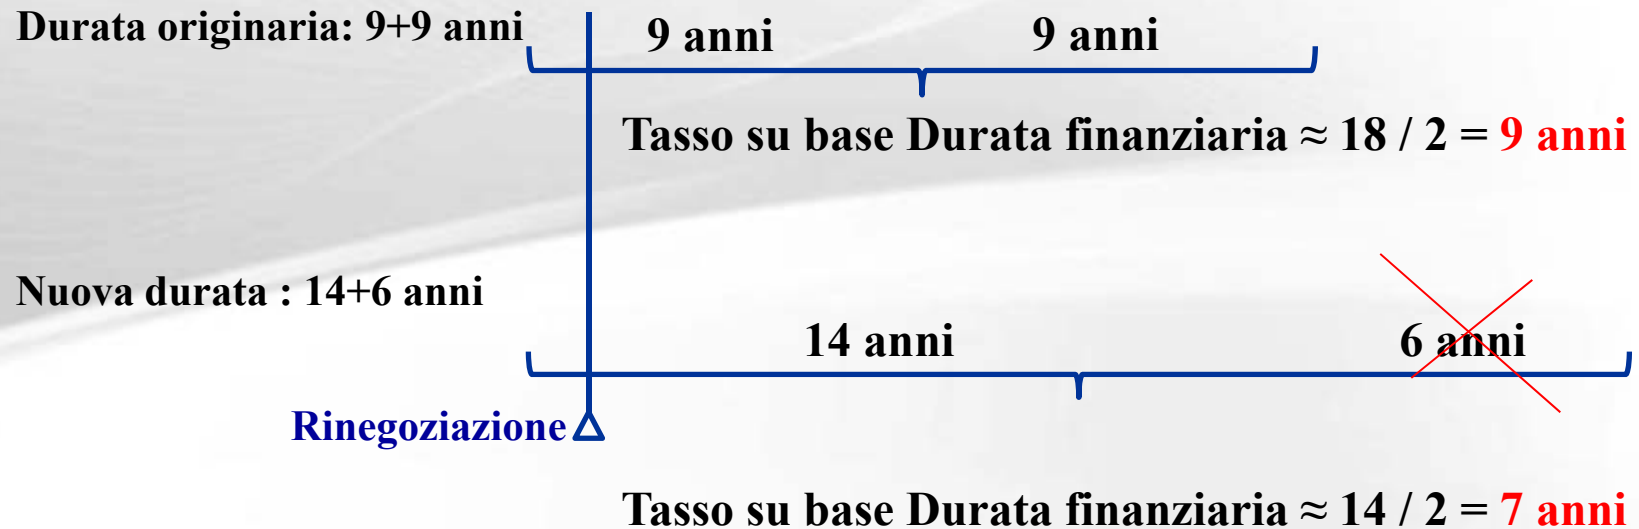 Durata originaria: 9+9 anni
9 anni
9 anni
Tasso su base Durata finanziaria ≈ 18 / 2 = 9 anni
Nuova durata : 14+6 anni
14 anni
6 anni
Rinegoziazione
Tasso su base Durata finanziaria ≈ 14 / 2 = 7 anni